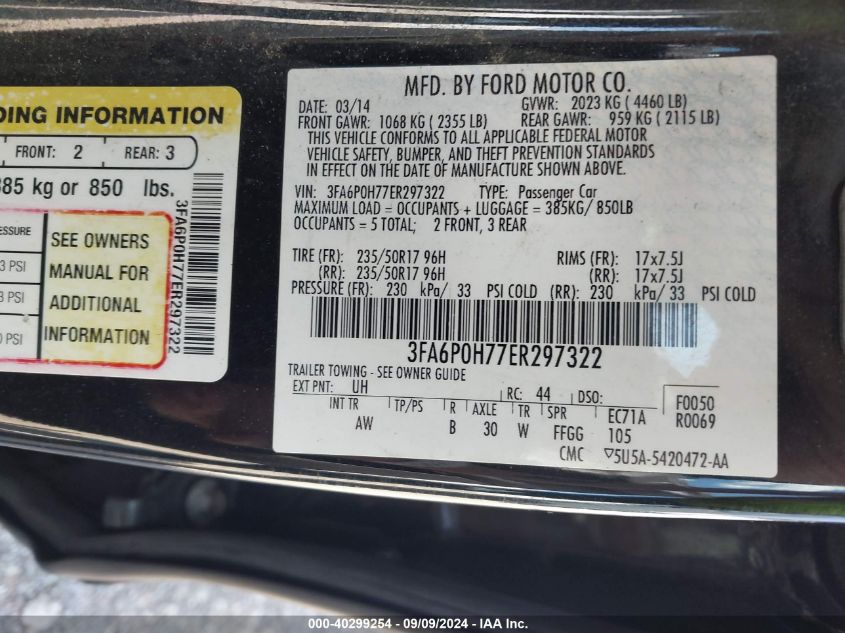 DING INFORMATION
FRONT: 2 REAR: 3
385 kg or 850 lbs.
ESSURE
3 PSI
3 PSI
0 PSI
SEE OWNERS
MANUAL FOR
ADDITIONAL
INFORMATION
3FA6P0H77ER297322
MFD. BY FORD MOTOR CO.
DATE: 03/14 GVWR: 2023 KG ( 4460 LB)
FRONT GAWR: 1068 KG ( 2355 LB) REAR GAWR: 959 KG ( 2115 LB)
THIS VEHICLE CONFORMS TO ALL APPLICABLE FEDERAL MOTOR
VEHICLE SAFETY, BUMPER, AND THEFT PREVENTION STANDARDS
IN EFFECT ON THE DATE OF MANUFACTURE SHOWN ABOVE.
VIN: 3FA6P0H77ER297322 TYPE: Passenger Car
MAXIMUM LOAD = OCCUPANTS + LUGGAGE = 385KG/ 850LB
OCCUPANTS = 5 TOTAL; 2 FRONT, 3 REAR
TIRE (FR): 235/50R17 96H RIMS (FR): 17x7.5J
(RR): 235/50R17 96H (RR): 17x7.5J
PRESSURE (FR): 230 kPa/ 33 PSI COLD (RR): 230 kPa/ 33 PSI COLD
3FA6P0H77ER297322
TRAILER TOWING - SEE OWNER GUIDE
EXT PNT: UH RC: 44 DSO: F0050
INT TR TP/PS R AXLE TR SPR EC71A R0069
AW B 30 W FFGG 105
CMC ▽5U5A-5420472-AA
000-40299254 - 09/09/2024 - IAA Inc.